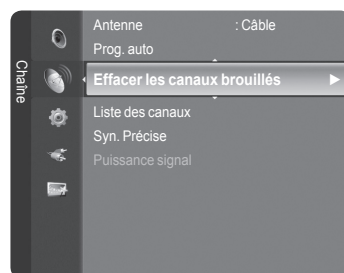 Chaîne
Antenne : Câble
Prog. auto
Effacer les canaux brouillés
Liste des canaux
Syn. Précise
Puissance signal